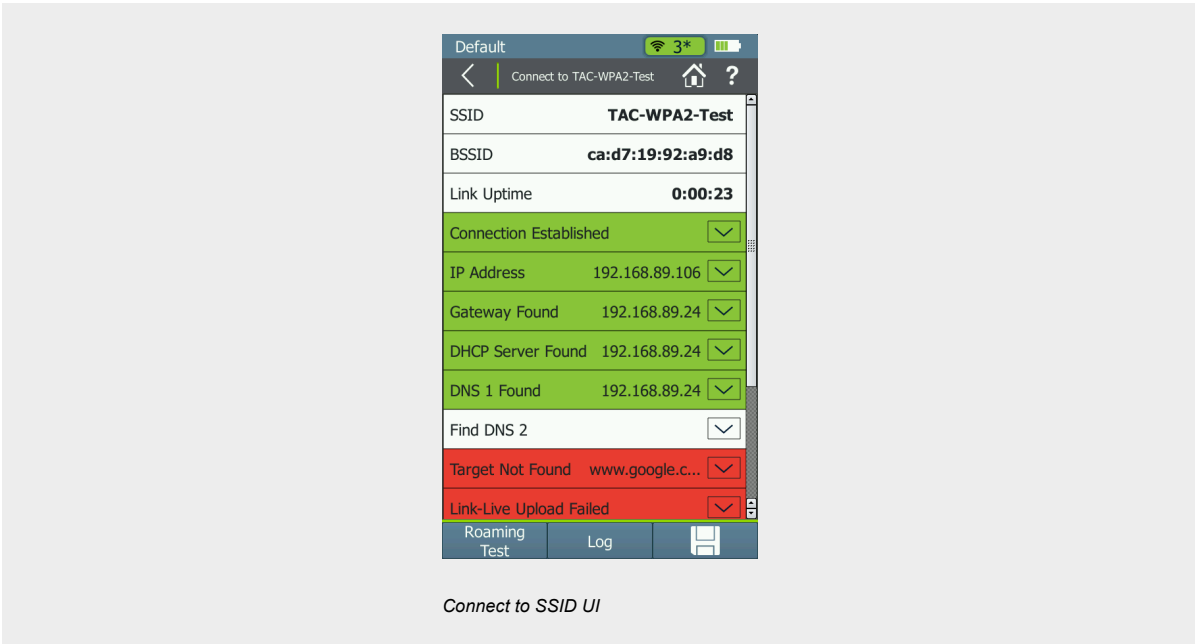 Default 3*
Connect to TAC-WPA2-Test ?
SSID TAC-WPA2-Test
BSSID ca:d7:19:92:a9:d8
Link Uptime 0:00:23
Connection Established
IP Address 192.168.89.106
Gateway Found 192.168.89.24
DHCP Server Found 192.168.89.24
DNS 1 Found 192.168.89.24
Find DNS 2
Target Not Found www.google.c...
Link-Live Upload Failed
Roaming
Test
Log
Connect to SSID UI